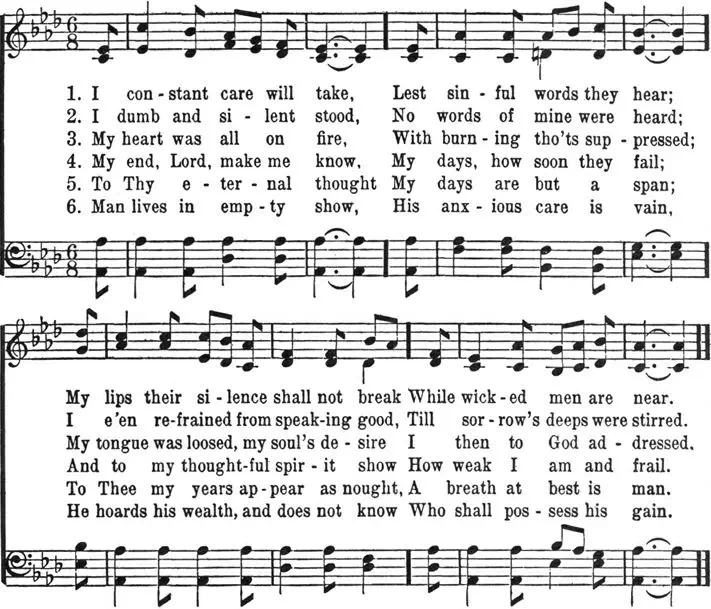 6
8
1. I con - stant care will take, Lest sin - ful words they hear;
2. I dumb and si - lent stood, No words of mine were heard;
3. My heart was all on fire, With burn - ing tho'ts sup - pressed;
4. My end, Lord, make me know, My days, how soon they fail;
5. To Thy e - ter - nal thought My days are but a span;
6. Man lives in emp - ty show, His anx - ious care is vain,
6
8
My lips their si - lence shall not break While wick - ed men are near.
I e'en re-frained from speak-ing good, Till sor - row's deeps were stirred.
My tongue was loosed, my soul's de - sire I then to God ad - dressed.
And to my thought-ful spir - it show How weak I am and frail.
To Thee my years ap - pear as nought, A breath at best is man.
He hoards his wealth, and does not know Who shall pos - sess his gain.